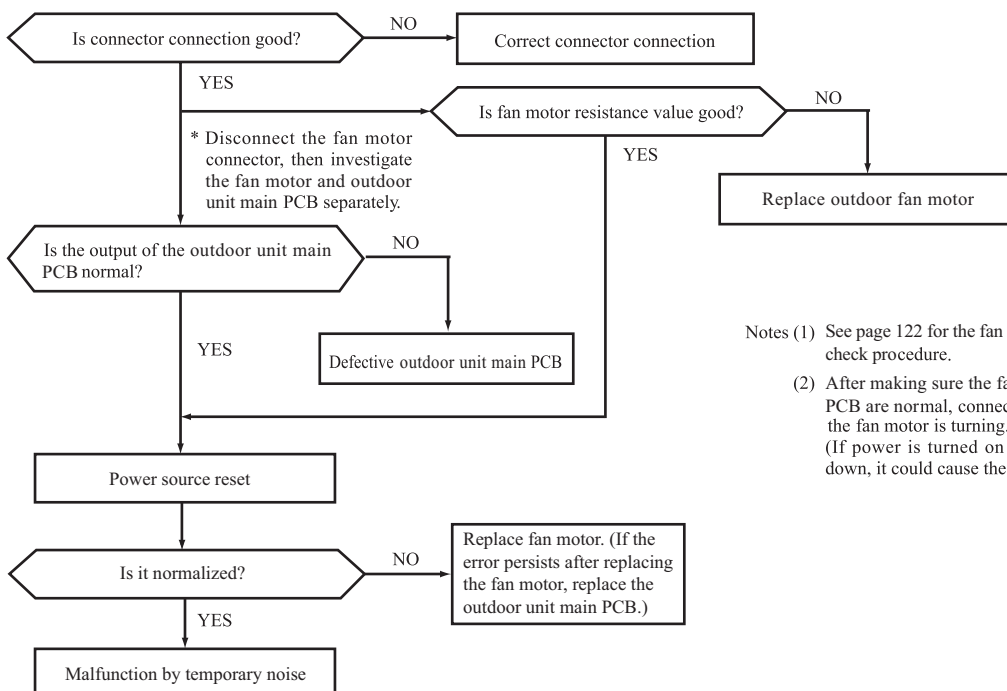 Is connector connection good?
NO
Correct connector connection
YES
Is fan motor resistance value good?
NO
* Disconnect the fan motor
connector, then investigate
the fan motor and outdoor
unit main PCB separately.
YES
Replace outdoor fan motor
Is the output of the outdoor unit main
PCB normal?
NO
YES
Defective outdoor unit main PCB
Notes (1) See page 122 for the fan
check procedure.
(2) After making sure the fa
PCB are normal, connec
the fan motor is turning.
(If power is turned on
down, it could cause the
Power source reset
Is it normalized?
NO
Replace fan motor. (If the
error persists after replacing
the fan motor, replace the
outdoor unit main PCB.)
YES
Malfunction by temporary noise